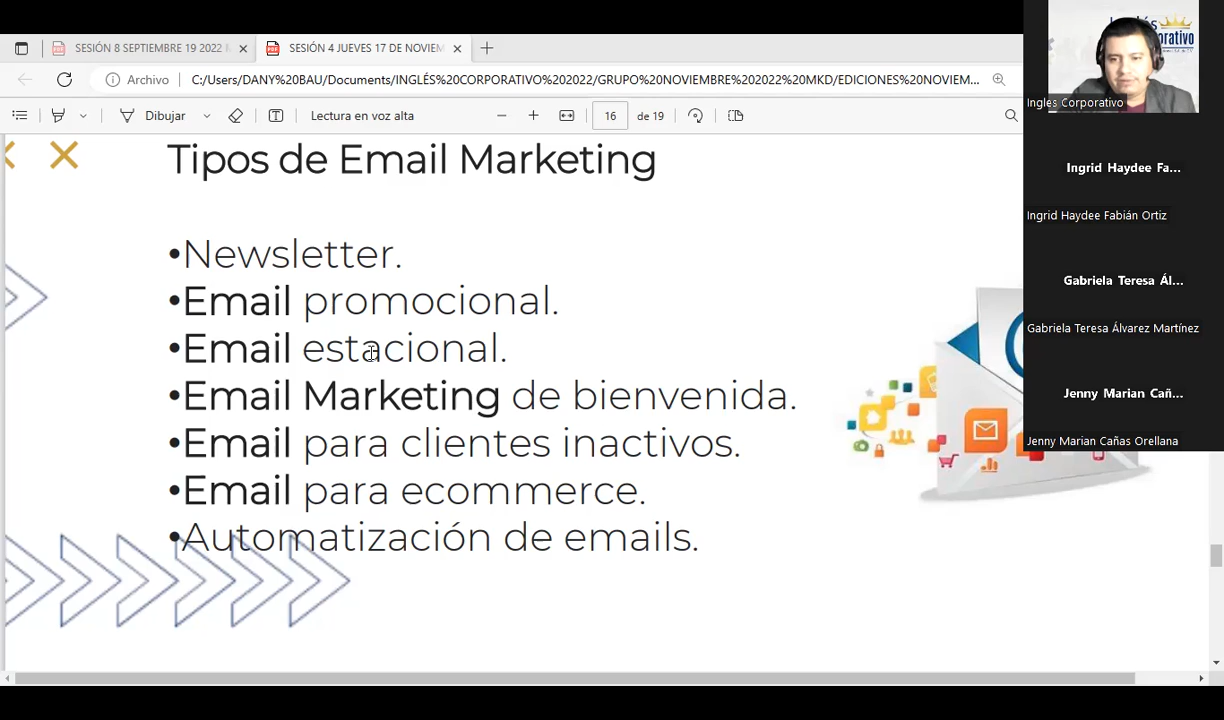 SESIÓN 8 SEPTIEMBRE 19 2022
SESIÓN 4 JUEVES 17 DE NOVIEM
Archivo
C:/Users/DANY%20BAU/Documents/INGLÉS%20CORPORATIVO%202022/GRUPO%20NOVIEMBRE%202022%20MKD/EDICIONES%20NOVIEM...
Dibujar
Lectura en voz alta
16
de 19
Tipos de Email Marketing
•Newsletter.
•Email promocional.
•Email estacional.
•Email Marketing de bienvenida.
•Email para clientes inactivos.
•Email para ecommerce.
•Automatización de emails.
Inglés Corporativo
Ingrid Haydee Fa...
Ingrid Haydee Fabián Ortiz
Gabriela Teresa Ál...
Gabriela Teresa Álvarez Martínez
Jenny Marian Cañ...
Jenny Marian Cañas Orellana